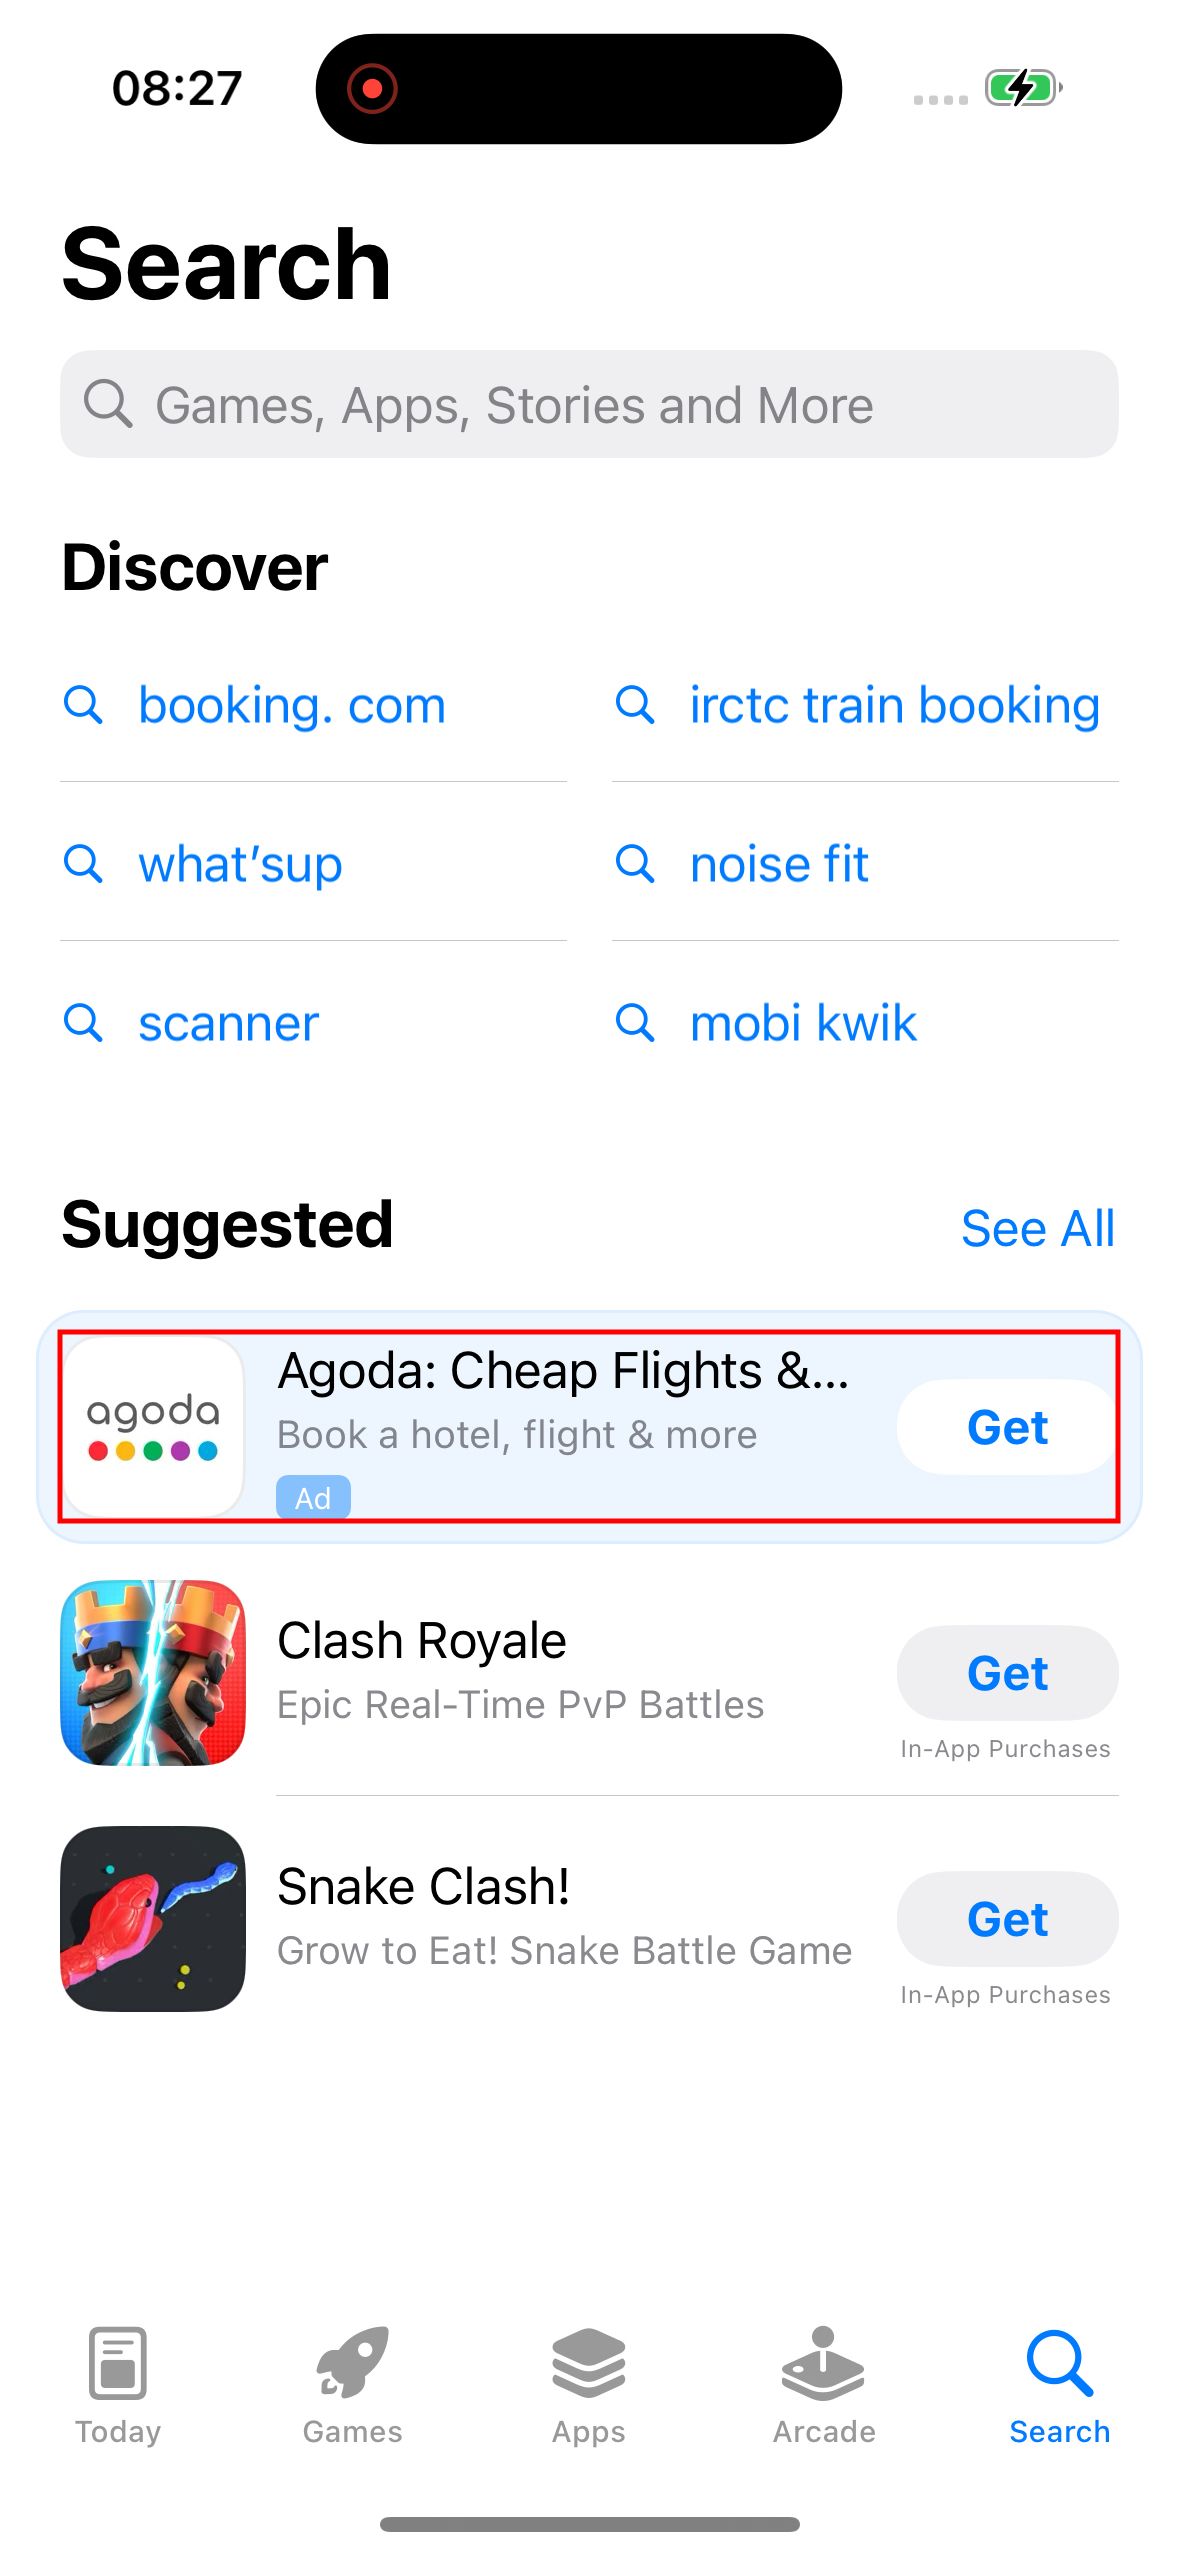 08:27
Search
Games, Apps, Stories and More
Discover
booking. com
irctc train booking
what’sup
noise fit
scanner
mobi kwik
Suggested
See All
agoda
Agoda: Cheap Flights &...
Book a hotel, flight & more
Ad
Get
Clash Royale
Epic Real-Time PvP Battles
Get
In-App Purchases
Snake Clash!
Grow to Eat! Snake Battle Game
Get
In-App Purchases
Today
Games
Apps
Arcade
Search